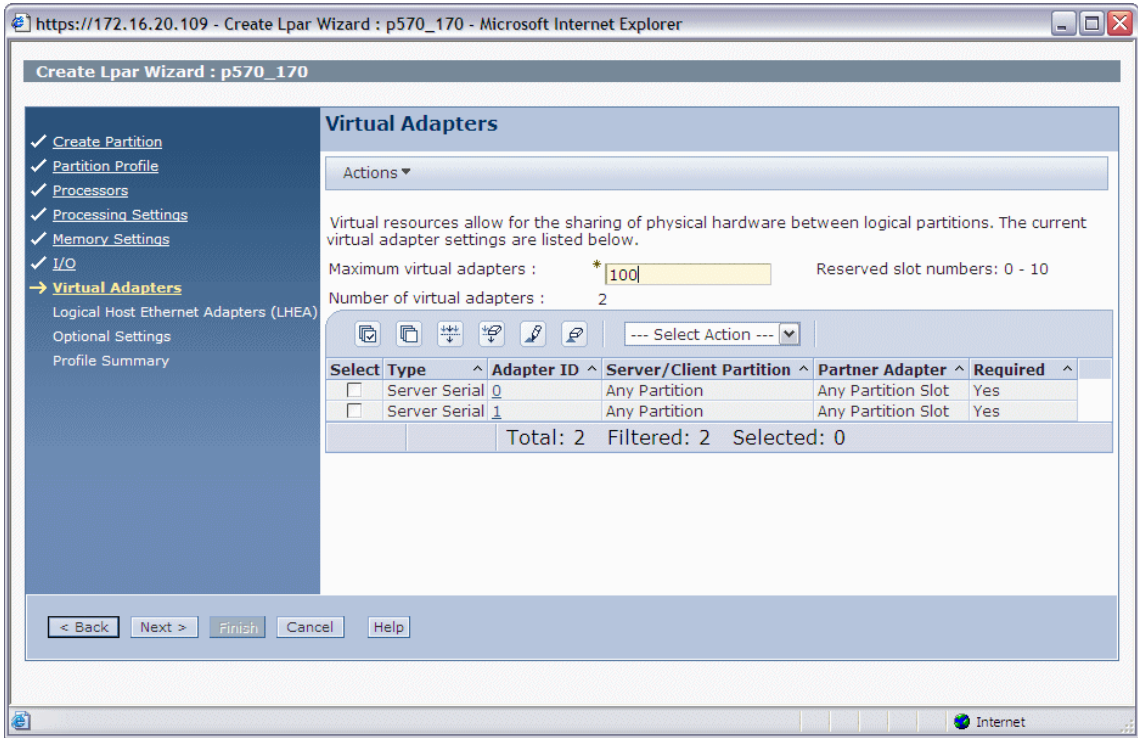 https://172.16.20.109 - Create Lpar Wizard : p570_170 - Microsoft Internet Explorer
Create Lpar Wizard : p570_170
Create Partition
Partition Profile
Processors
Processing Settings
Memory Settings
I/O
Virtual Adapters
Logical Host Ethernet Adapters (LHEA)
Optional Settings
Profile Summary
Virtual Adapters
Actions
Virtual resources allow for the sharing of physical hardware between logical partitions. The current
virtual adapter settings are listed below.
Maximum virtual adapters : * 100 Reserved slot numbers: 0 - 10
Number of virtual adapters : 2
--- Select Action ---
Select Type ^ Adapter ID ^ Server/Client Partition ^ Partner Adapter ^ Required ^
Server Serial 0 Any Partition Any Partition Slot Yes
Server Serial 1 Any Partition Any Partition Slot Yes
Total: 2 Filtered: 2 Selected: 0
< Back Next > Finish Cancel Help
Internet